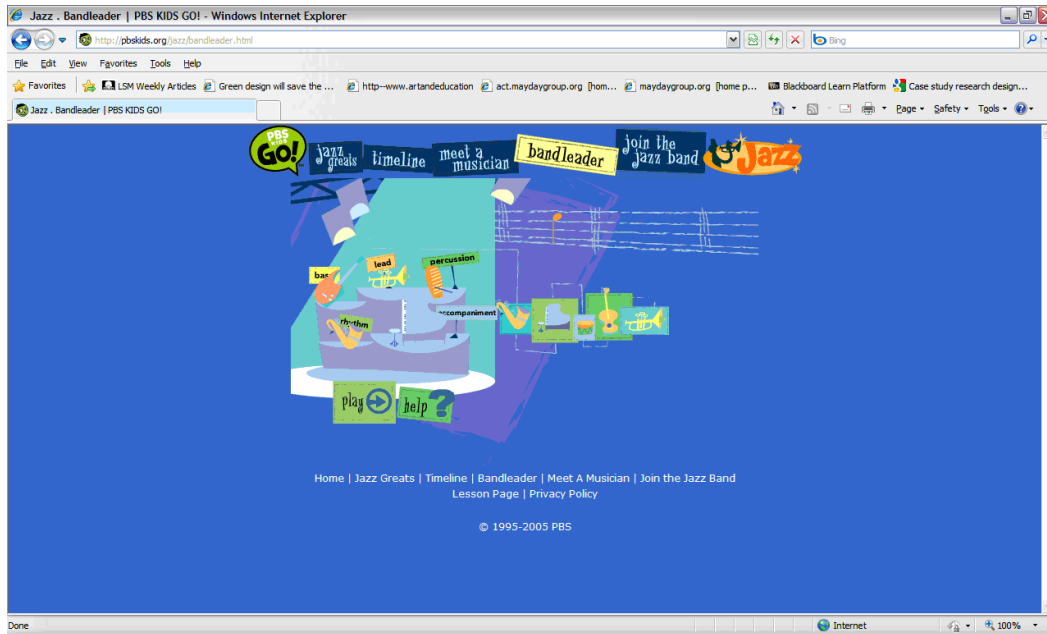 Jazz . Bandleader | PBS KIDS GO! - Windows Internet Explorer
http://pbskids.org/jazz/bandleader.html
Bing
File Edit View Favorites Tools Help
Favorites LSM Weekly Articles Green design will save the ... http--www.artandeducation act.maydaygroup.org [hom... maydaygroup.org [home p... Blackboard Learn Platform Case study research design...
Jazz . Bandleader | PBS KIDS GO! Page Safety Tools
PBS KIDS GO!
jazz greats timeline meet a musician bandleader join the jazz band Jazz
percussion
lead
bas
accompaniment
rhythm
play help?
Home | Jazz Greats | Timeline | Bandleader | Meet A Musician | Join the Jazz Band
Lesson Page | Privacy Policy
© 1995-2005 PBS
Done Internet 100%